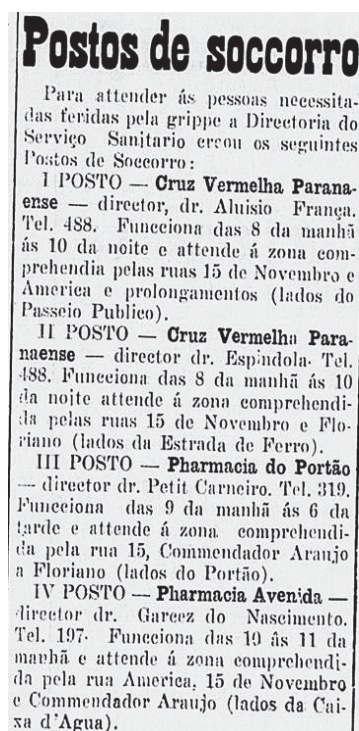 Postos de soccorro
Para attender ás pessoas necessita-
das feridas pela grippe a Directoria do
Serviço Sanitario creou os seguintes
Postos de Soccorro:
I POSTO — Cruz Vermelha Parana-
ense — director, dr. Aluisio França.
Tel. 488. Funcciona das 8 da manhã
ás 10 da noite e attende á zona com-
prehendia pelas ruas 15 de Novembro e
America e prolongamentos (lados do
Passeio Publico).
II POSTO — Cruz Vermelha Para-
naense — director dr. Espindola. Tel.
488. Funcciona das 8 da manhã ás 10
da noite attende á zona comprehendi-
da pelas ruas 15 de Novembro e Flo-
riano (lados da Estrada de Ferro).
III POSTO — Pharmacia do Portão
— director dr. Petit Carneiro. Tel. 319.
Funcciona das 9 da manhã ás 6 da
tarde e attende á zona comprehendi-
da pela rua 15, Commendador Araujo
a Floriano (lados do Portão).
IV POSTO — Pharmacia Avenida —
director dr. Garcez do Nascimento.
Tel. 197. Funcciona das 10 ás 11 da
manhã e attende á zona comprehendi-
da pela rua America, 15 de Novembro
e Commendador Araujo (lados da Cai-
xa d'Agua).